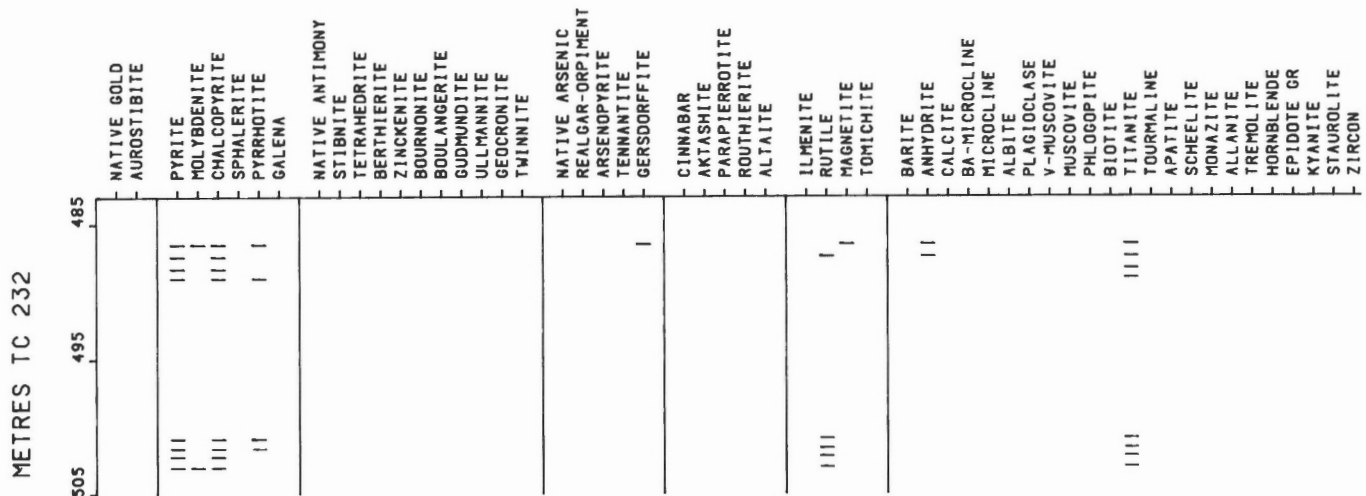 NATIVE GOLD
AUROSTIBITE
PYRITE
MOLYBDENITE
CHALCOPYRITE
SPHALERITE
PYRRHOTITE
GALENA
NATIVE ANTIMONY
STIBNITE
TETRAHEDRITE
BERTHIERITE
ZINCKENITE
BOURNONITE
BOULANGERITE
GUDMUNDITE
ULLMANNITE
GEOCRONITE
TWINNITE
NATIVE ARSENIC
REALGAR-ORPIMENT
ARSENOPYRITE
TENNANTITE
GERSDORFFITE
CINNABAR
AKTASHITE
PARAPIERROTITE
ROUTHIERITE
ALTAITE
ILMENITE
RUTILE
MAGNETITE
TOMICHITE
BARITE
ANHYDRITE
CALCITE
BA-MICROCLINE
MICROCLINE
ALBITE
PLAGIOCLASE
V-MUSCOVITE
MUSCOVITE
PHLOGOPITE
BIOTITE
TITANITE
TOURMALINE
APATITE
SCHEELITE
MONAZITE
ALLANITE
TREMOLITE
HORNBLENDE
EPIDOTE GR
KYANITE
STAUROLITE
ZIRCON
METRES TC 232
485
495
505